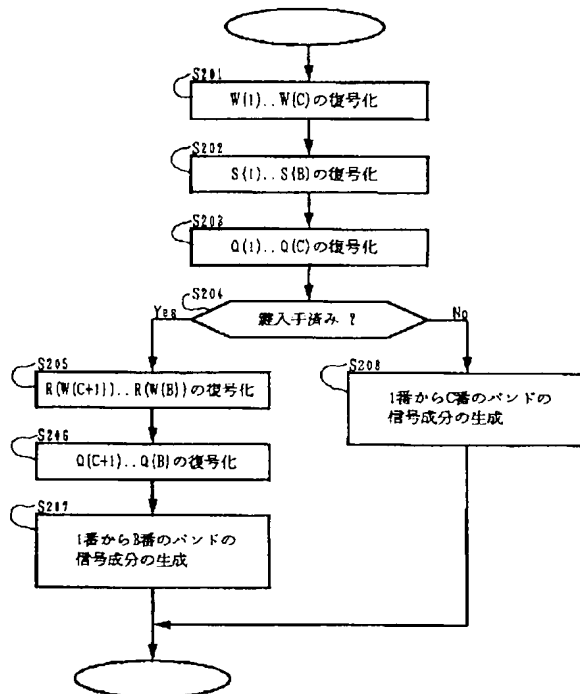 S201
W(1)..W(C)の復号化
S202
S(1)..S(B)の復号化
S203
Q(1)..Q(C)の復号化
S204
鍵入手済み ?
Yes
No
S205
R(W(C+1))..R(W(B))の復号化
S206
Q(C+1)..Q(B)の復号化
S207
1番からB番のバンドの
信号成分の生成
S208
1番からC番のバンドの
信号成分の生成